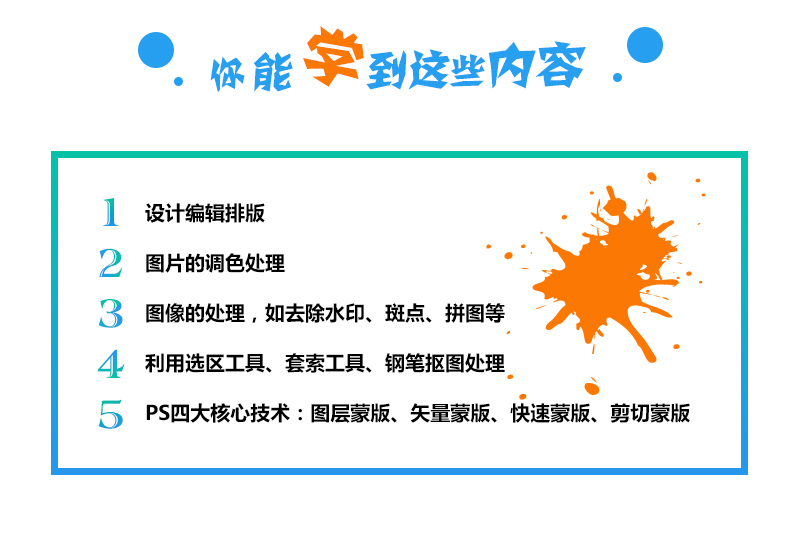 你能学到这些内容
1 设计编辑排版
2 图片的调色处理
3 图像的处理，如去除水印、斑点、拼图等
4 利用选区工具、套索工具、钢笔抠图处理
5 PS四大核心技术：图层蒙版、矢量蒙版、快速蒙版、剪切蒙版